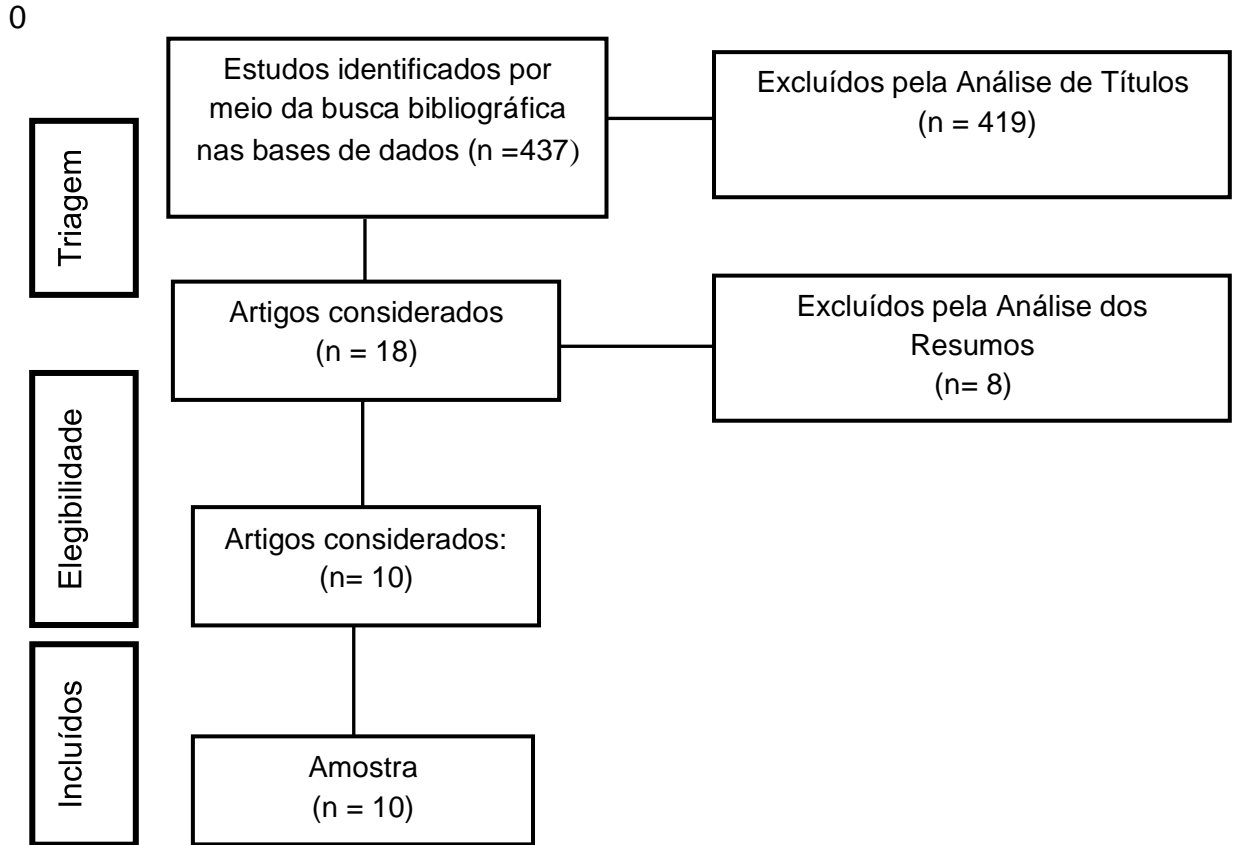 0
Estudos identificados por
meio da busca bibliográfica
nas bases de dados (n =437)
Excluídos pela Análise de Títulos
(n = 419)
Triagem
Artigos considerados
(n = 18)
Excluídos pela Análise dos
Resumos
(n= 8)
Elegibilidade
Artigos considerados:
(n= 10)
Incluídos
Amostra
(n = 10)